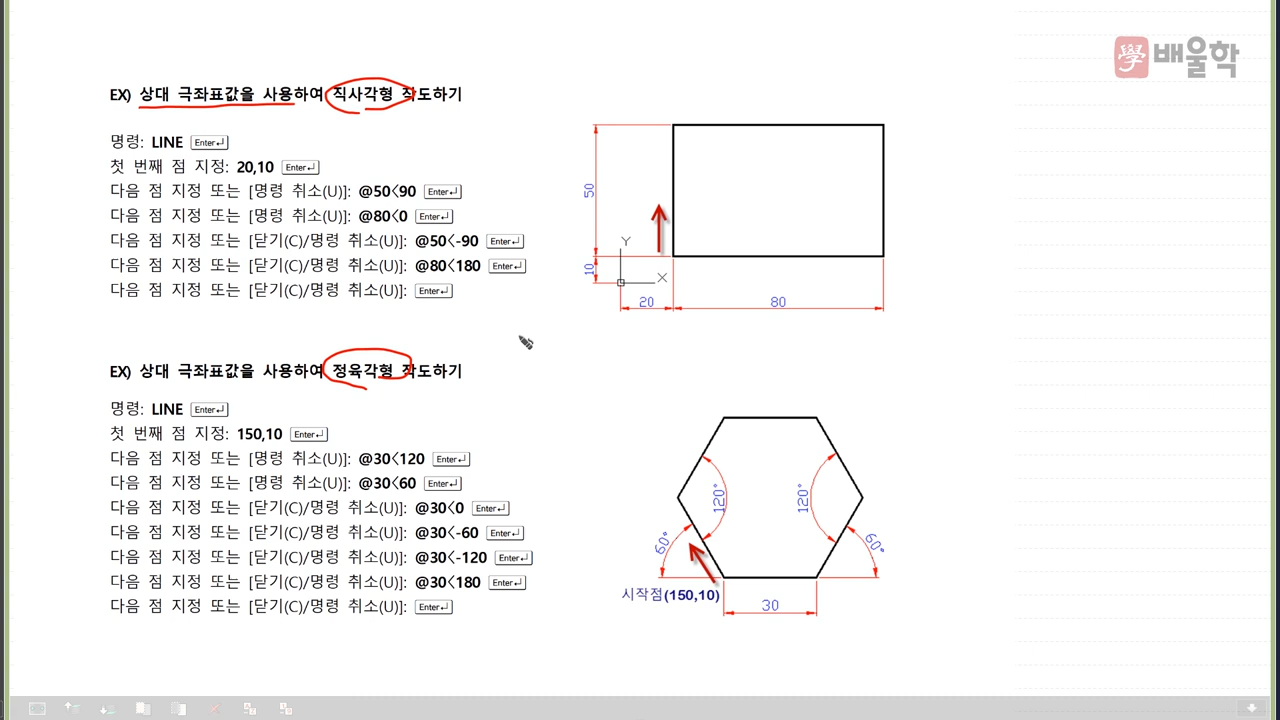 學 배울학
EX) 상대 극좌표값을 사용하여 직사각형 작도하기
명령: LINE Enter↵
첫 번째 점 지정: 20,10 Enter↵
다음 점 지정 또는 [명령 취소(U)]: @50<90 Enter↵
다음 점 지정 또는 [명령 취소(U)]: @80<0 Enter↵
다음 점 지정 또는 [닫기(C)/명령 취소(U)]: @50<-90 Enter↵
다음 점 지정 또는 [닫기(C)/명령 취소(U)]: @80<180 Enter↵
다음 점 지정 또는 [닫기(C)/명령 취소(U)]: Enter↵
50
10
Y
X
20
80
EX) 상대 극좌표값을 사용하여 정육각형 작도하기
명령: LINE Enter↵
첫 번째 점 지정: 150,10 Enter↵
다음 점 지정 또는 [명령 취소(U)]: @30<120 Enter↵
다음 점 지정 또는 [명령 취소(U)]: @30<60 Enter↵
다음 점 지정 또는 [닫기(C)/명령 취소(U)]: @30<0 Enter↵
다음 점 지정 또는 [닫기(C)/명령 취소(U)]: @30<-60 Enter↵
다음 점 지정 또는 [닫기(C)/명령 취소(U)]: @30<-120 Enter↵
다음 점 지정 또는 [닫기(C)/명령 취소(U)]: @30<180 Enter↵
다음 점 지정 또는 [닫기(C)/명령 취소(U)]: Enter↵
120°
120°
60°
60°
시작점(150,10)
30